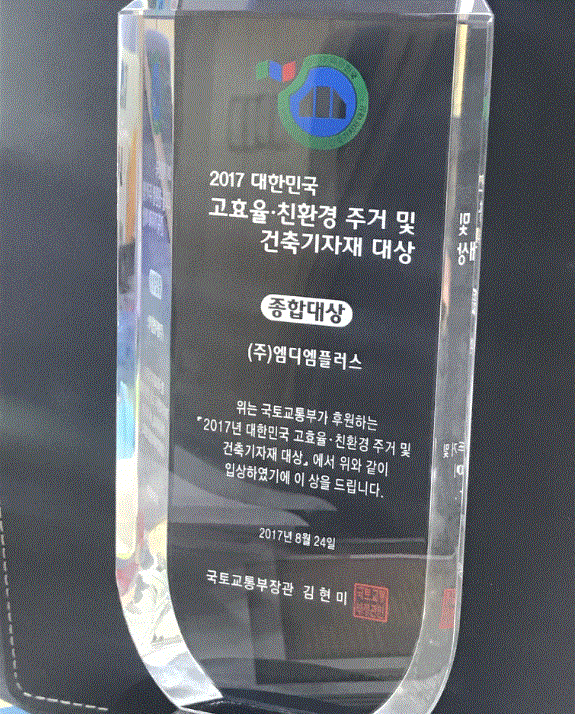 2017 대한민국
고효율·친환경 주거 및
건축기자재 대상
종합대상
(주)엠디엠플러스
위는 국토교통부가 후원하는
『2017년 대한민국 고효율·친환경 주거 및
건축기자재 대상』에서 위와 같이
입상하였기에 이 상을 드립니다.
2017년 8월 24일
국토교통부장관 김 현 미